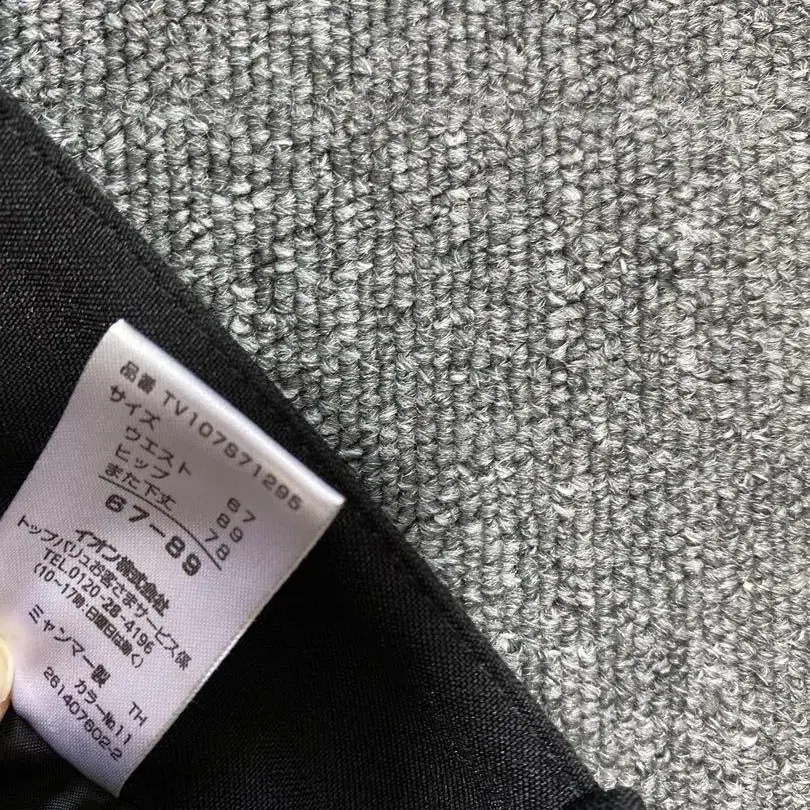 品番 TV107871295
サイズ
ウエスト 67
ヒップ 89
また下丈 78
67-89
イオン株式会社
トップバリュお客さまサービス係
TEL.0120-28-4196
(10~17時:日曜日は除く)
ミャンマー製 TH
カラーNo.11
261407602-2